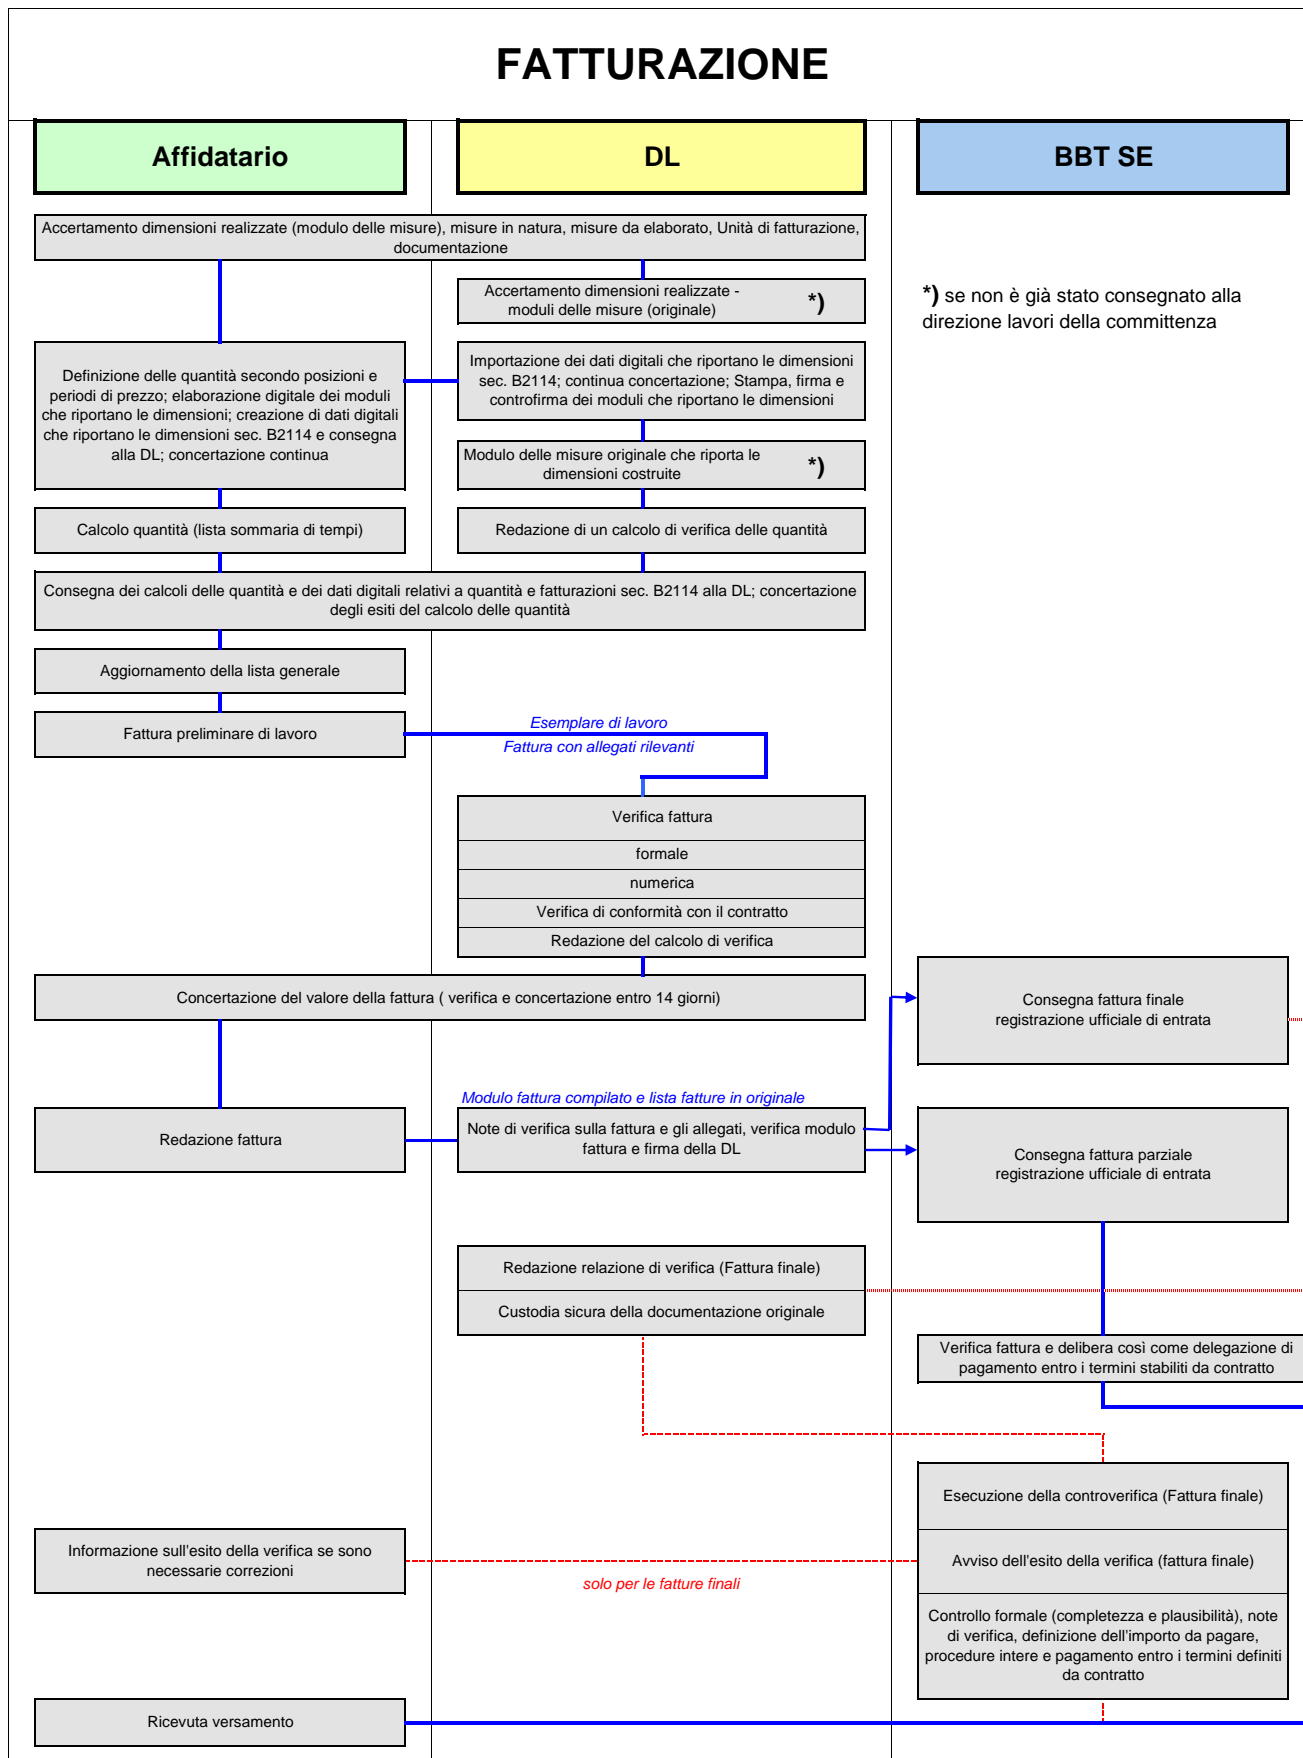 FATTURAZIONE
Affidatario
DL
BBT SE
Accertamento dimensioni realizzate (modulo delle misure), misure in natura, misure da elaborato, Unità di fatturazione,
documentazione
Accertamento dimensioni realizzate -
moduli delle misure (originale)
*)
*) se non è già stato consegnato alla
direzione lavori della committenza
Definizione delle quantità secondo posizioni e
periodi di prezzo; elaborazione digitale dei moduli
che riportano le dimensioni; creazione di dati digitali
che riportano le dimensioni sec. B2114 e consegna
alla DL; concertazione continua
Importazione dei dati digitali che riportano le dimensioni
sec. B2114; continua concertazione; Stampa, firma e
controfirma dei moduli che riportano le dimensioni
Modulo delle misure originale che riporta le
dimensioni costruite
*)
Calcolo quantità (lista sommaria di tempi)
Redazione di un calcolo di verifica delle quantità
Consegna dei calcoli delle quantità e dei dati digitali relativi a quantità e fatturazioni sec. B2114 alla DL; concertazione
degli esiti del calcolo delle quantità
Aggiornamento della lista generale
Fattura preliminare di lavoro
Esemplare di lavoro
Fattura con allegati rilevanti
Verifica fattura
formale
numerica
Verifica di conformità con il contratto
Redazione del calcolo di verifica
Concertazione del valore della fattura ( verifica e concertazione entro 14 giorni)
Consegna fattura finale
registrazione ufficiale di entrata
Modulo fattura compilato e lista fatture in originale
Redazione fattura
Note di verifica sulla fattura e gli allegati, verifica modulo
fattura e firma della DL
Consegna fattura parziale
registrazione ufficiale di entrata
Redazione relazione di verifica (Fattura finale)
Custodia sicura della documentazione originale
Verifica fattura e delibera così come delegazione di
pagamento entro i termini stabiliti da contratto
Esecuzione della controverifica (Fattura finale)
Informazione sull'esito della verifica se sono
necessarie correzioni
Avviso dell'esito della verifica (fattura finale)
solo per le fatture finali
Controllo formale (completezza e plausibilità), note
di verifica, definizione dell'importo da pagare,
procedure intere e pagamento entro i termini definiti
da contratto
Ricevuta versamento